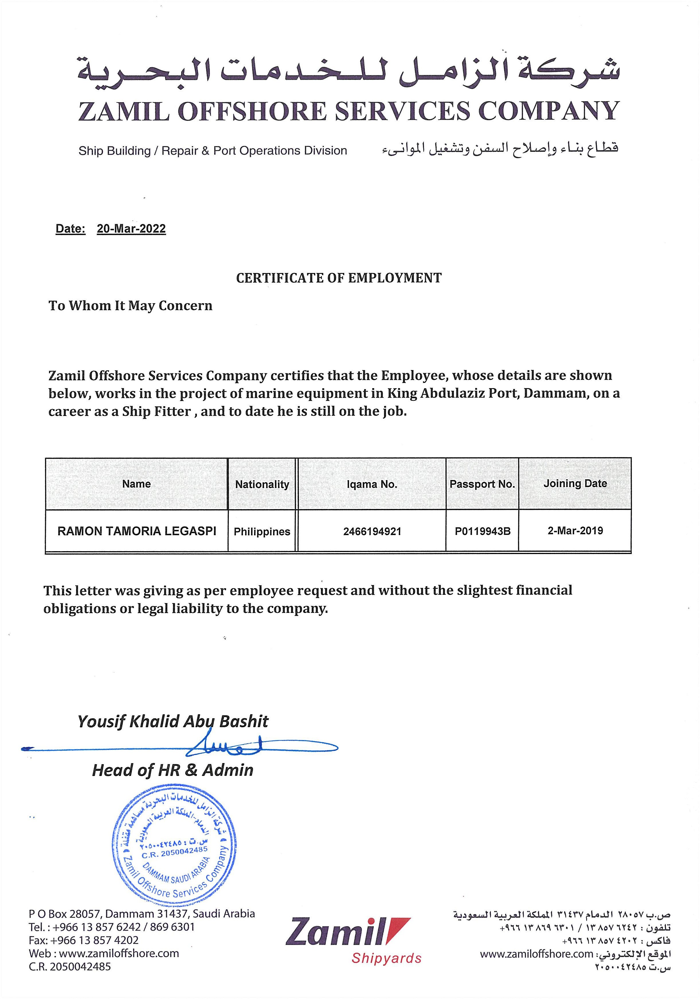 شركة الزامل للخدمات البحرية
ZAMIL OFFSHORE SERVICES COMPANY
Ship Building / Repair & Port Operations Division
قطاع بناء وإصلاح السفن وتشغيل الموانىء
Date: 20-Mar-2022
CERTIFICATE OF EMPLOYMENT
To Whom It May Concern
Zamil Offshore Services Company certifies that the Employee, whose details are shown
below, works in the project of marine equipment in King Abdulaziz Port, Dammam, on a
career as a Ship Fitter , and to date he is still on the job.
Name Nationality Iqama No. Passport No. Joining Date
RAMON TAMORIA LEGASPI Philippines 2466194921 P0119943B 2-Mar-2019
This letter was giving as per employee request and without the slightest financial
obligations or legal liability to the company.
Yousif Khalid Abu Bashit
Head of HR & Admin
شركة الزامل للخدمات البحرية مساهمة مقفلة
الدمام-المملكة العربية السعودية
س.ت : ٢٠٥٠٠٤٢٤٨٥
C.R. 2050042485
DAMMAM SAUDI ARABIA
Zamil Offshore Services Company
P O Box 28057, Dammam 31437, Saudi Arabia
Tel. : +966 13 857 6242 / 869 6301
Fax: +966 13 857 4202
Web : www.zamiloffshore.com
C.R. 2050042485
Zamil
Shipyards
ص.ب ٢٨٠٥٧ الدمام ٣١٤٣٧ المملكة العربية السعودية
تلفون : ٦٢٤٢ ٨٥٧ ١٣ / ٦٣٠١ ٨٦٩ ١٣ ٩٦٦+
فاكس : ٤٢٠٢ ٨٥٧ ١٣ ٩٦٦+
الموقع الإلكتروني: www.zamiloffshore.com
س.ت ٢٠٥٠٠٤٢٤٨٥